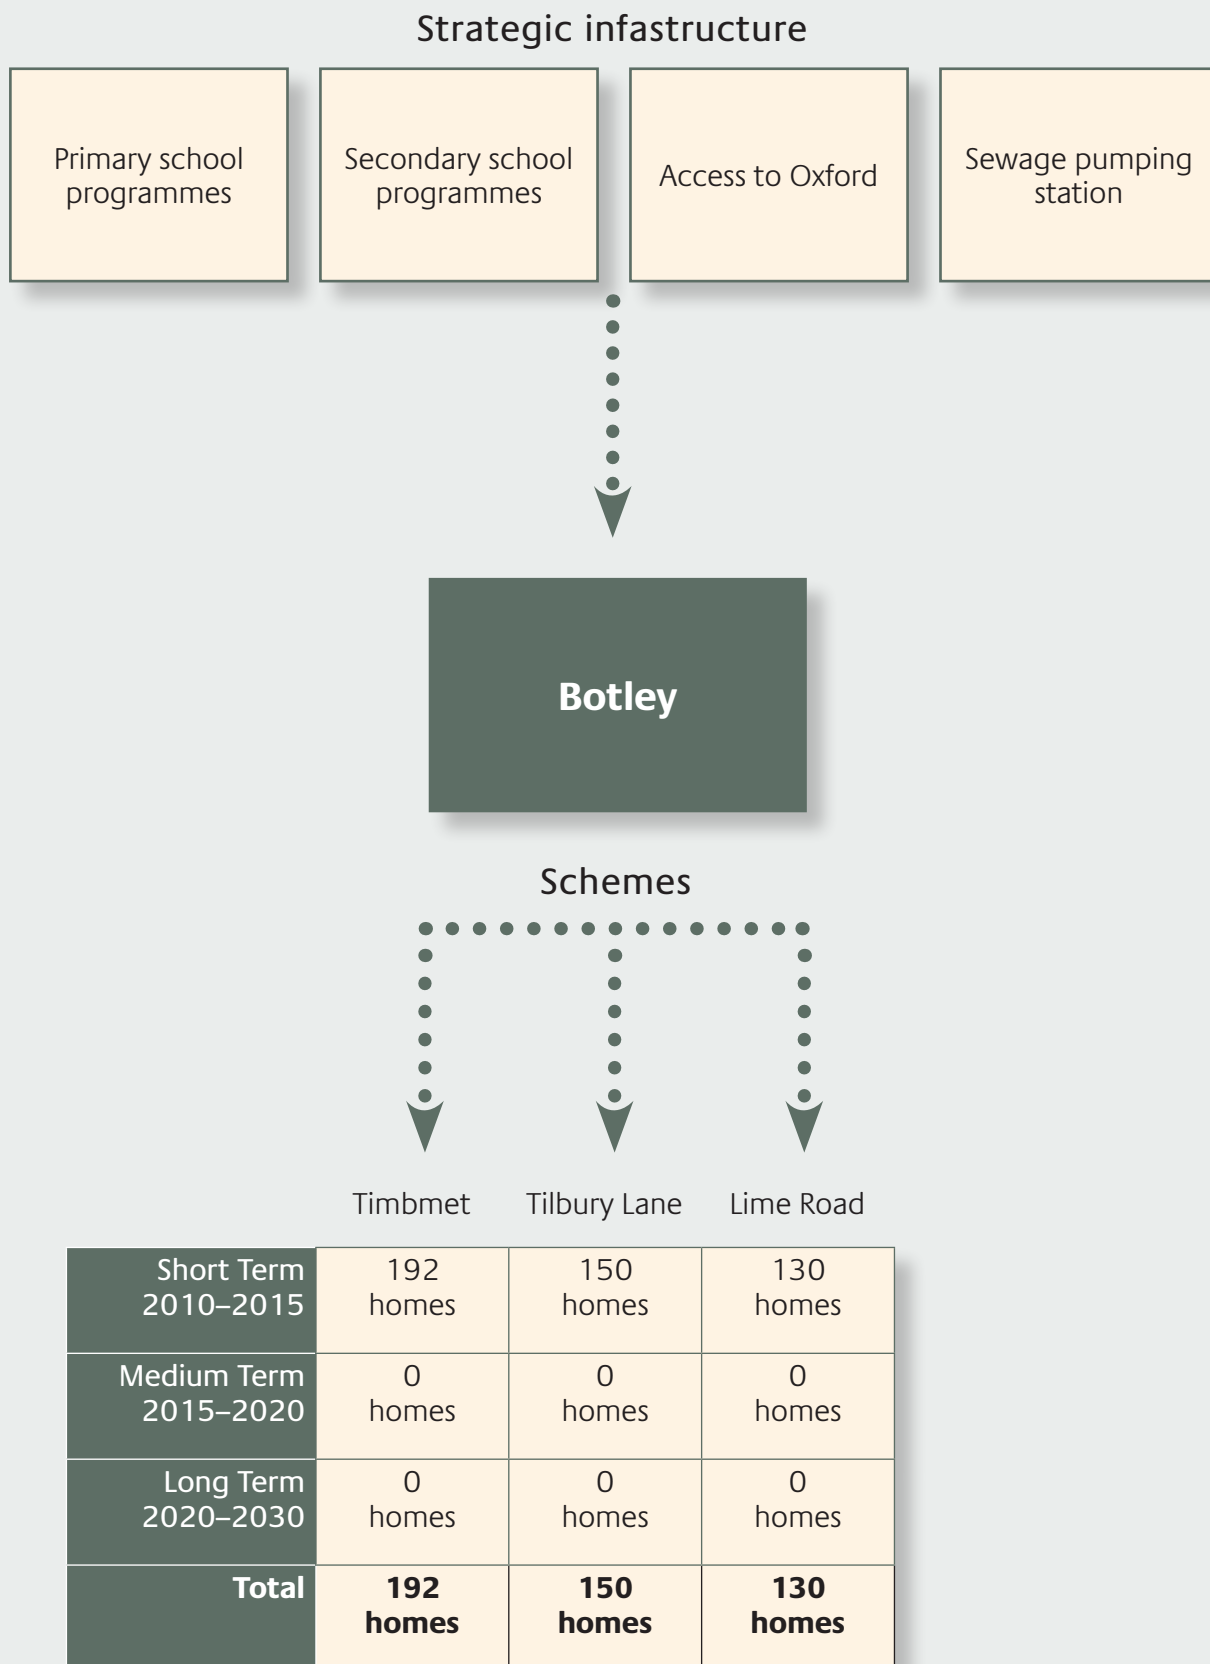 Strategic infastructure
Primary school
programmes
Secondary school
programmes
Access to Oxford
Sewage pumping
station
Botley
Schemes
Timbmet Tilbury Lane Lime Road
Short Term
2010–2015
192
homes
150
homes
130
homes
Medium Term
2015–2020
0
homes
0
homes
0
homes
Long Term
2020–2030
0
homes
0
homes
0
homes
Total
192
homes
150
homes
130
homes